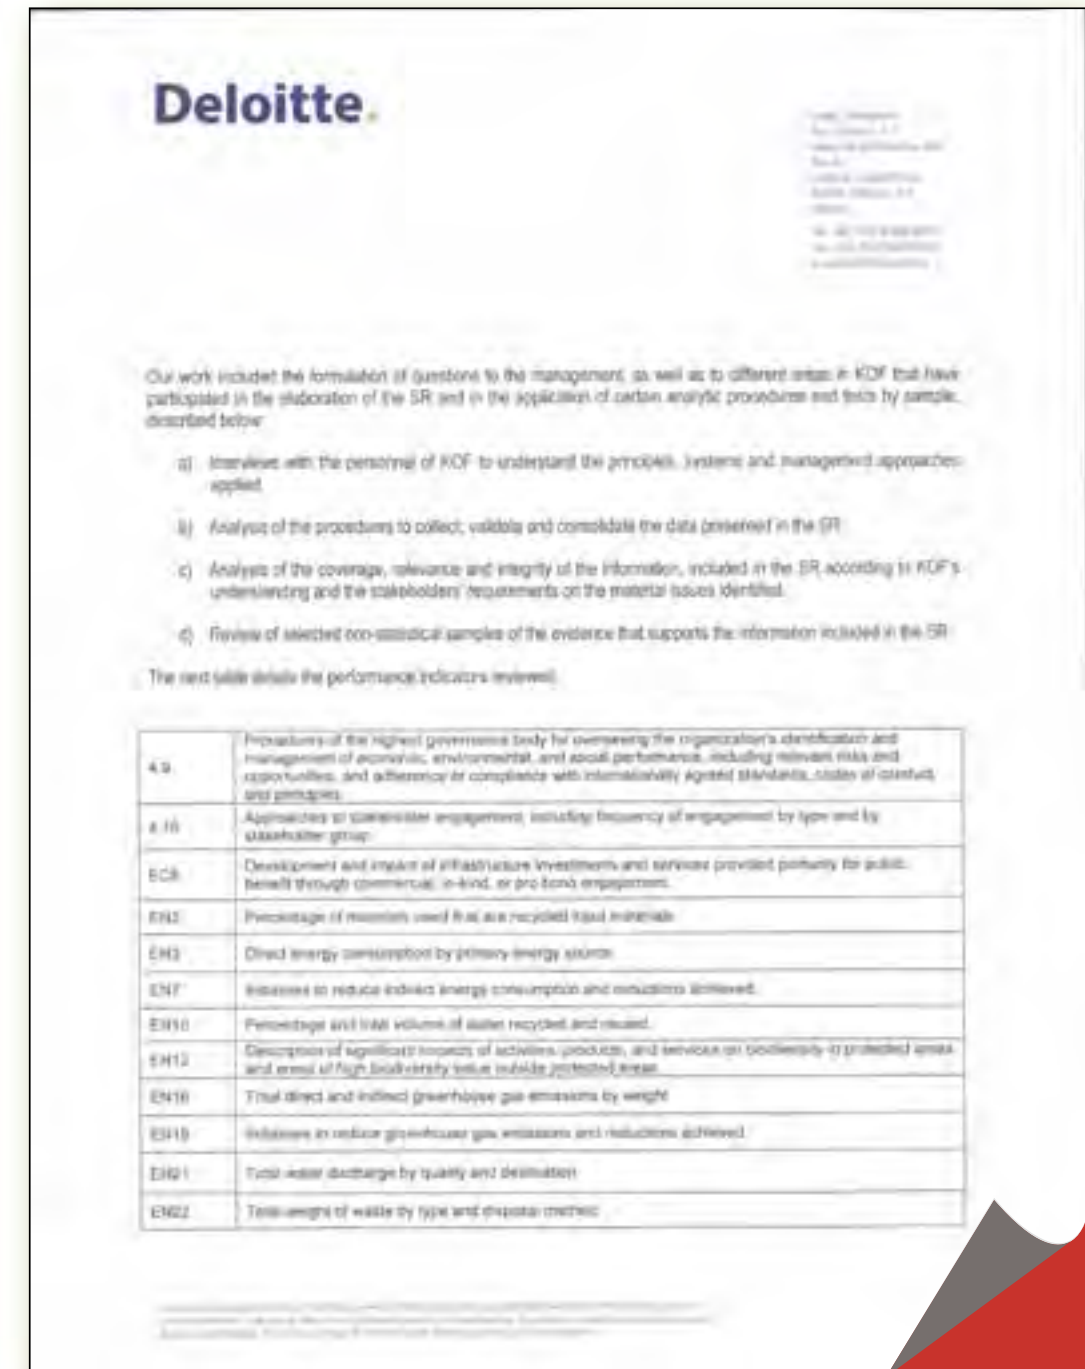 Deloitte.
Our work included the formulation of questions to the management, as well as to different areas in KOF that have
participated in the elaboration of the SR and in the application of certain analytic procedures and tests by sample,
described below
a) Interviews with the personnel of KOF to understand the principles, systems and management approaches
applied.
b) Analysis of the procedures to collect, validate and consolidate the data presented in the SR
c) Analysis of the coverage, relevance and integrity of the information, included in the SR according to KOF's
understanding and the stakeholders' requirements on the material issues identified.
d) Review of selected non-statistical samples of the evidence that supports the information included in the SR
The next table details the performance indicators reviewed.
4.9 Procedures of the highest governance body for overseeing the organization's identification and
management of economic, environmental, and social performance, including relevant risks and
opportunities, and adherence or compliance with internationally agreed standards, codes of conduct,
and principles.
Approaches to stakeholder engagement, including frequency of engagement by type and by
stakeholder group.
EC8 Development and impact of infrastructure investments and services provided primarily for public
benefit through commercial, in-kind, or pro bono engagement.
EN2 Percentage of materials used that are recycled input materials
EN3 Direct energy consumption by primary energy source
EN7 Initiatives to reduce indirect energy consumption and reductions achieved.
EN10 Percentage and total volume of water recycled and reused.
EN12 Description of significant impacts of activities, products, and services on biodiversity in protected areas
and areas of high biodiversity value outside protected areas
EN16 Total direct and indirect greenhouse gas emissions by weight
EN18 Initiatives to reduce greenhouse gas emissions and reductions achieved
EN21 Total water discharge by quality and destination
EN22 Total weight of waste by type and disposal method